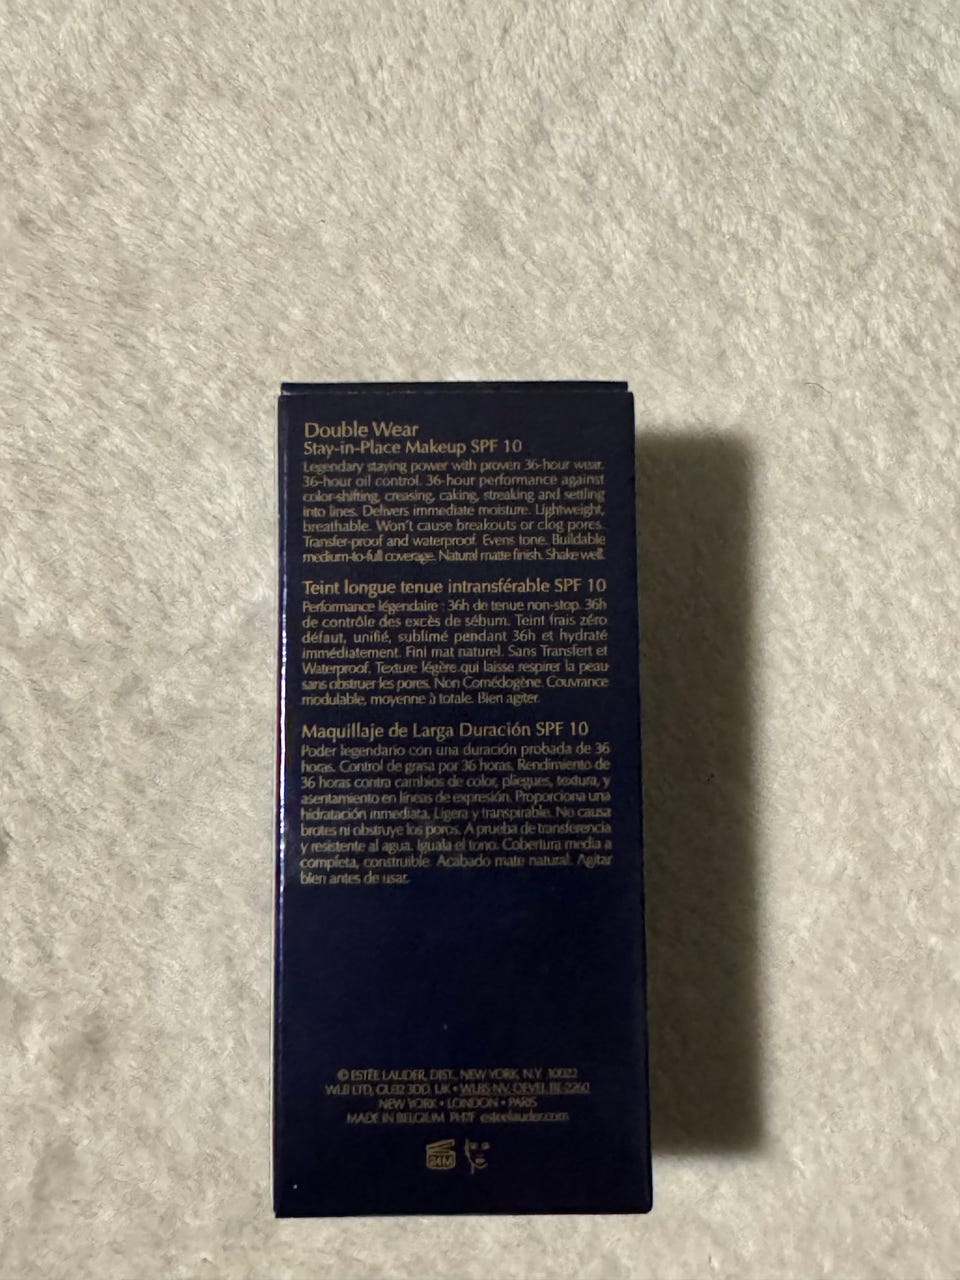 Double Wear
Stay-in-Place Makeup SPF 10
Legendary staying power with proven 36-hour wear.
36-hour oil control. 36-hour performance against
color-shifting, creasing, caking, streaking and settling
into lines. Delivers immediate moisture. Lightweight,
breathable. Won't cause breakouts or clog pores.
Transfer-proof and waterproof. Evens tone. Buildable
medium-to-full coverage. Natural matte finish. Shake well.
Teint longue tenue intransférable SPF 10
Performance légendaire : 36h de tenue non-stop. 36h
de contrôle des excès de sébum. Teint frais zéro
défaut, unifié, sublimé pendant 36h et hydraté
immédiatement. Fini mat naturel. Sans Transfert et
Waterproof. Texture légère qui laisse respirer la peau
sans obstruer les pores. Non Comédogène. Couvrance
modulable, moyenne à totale. Bien agiter.
Maquillaje de Larga Duración SPF 10
Poder legendario con una duración probada de 36
horas. Control de grasa por 36 horas. Rendimiento de
36 horas contra cambios de color, pliegues, textura, y
asentamiento en líneas de expresión. Proporciona una
hidratación inmediata. Ligera y transpirable. No causa
brotes ni obstruye los poros. A prueba de transferencia
y resistente al agua. Iguala el tono. Cobertura media a
completa, construible. Acabado mate natural. Agitar
bien antes de usar.
© ESTĒE LAUDER, DIST., NEW YORK, N.Y. 10022
LTD, 3DD, UK • NV, OEVEL BE-2260
NEW YORK • LONDON • PARIS
MADE IN BELGIUM esteelauder.com
24M